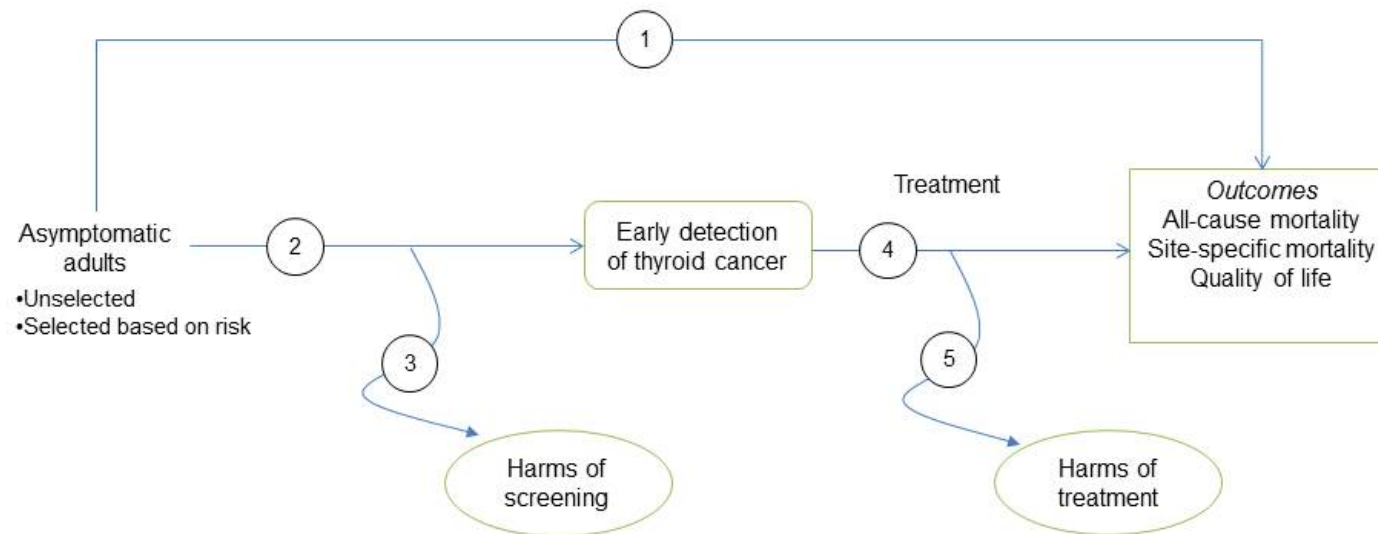 1
Treatment
Outcomes
All-cause mortality
Site-specific mortality
Quality of life
Asymptomatic
adults
•Unselected
•Selected based on risk
2
Early detection
of thyroid cancer
4
3
5
Harms of
screening
Harms of
treatment